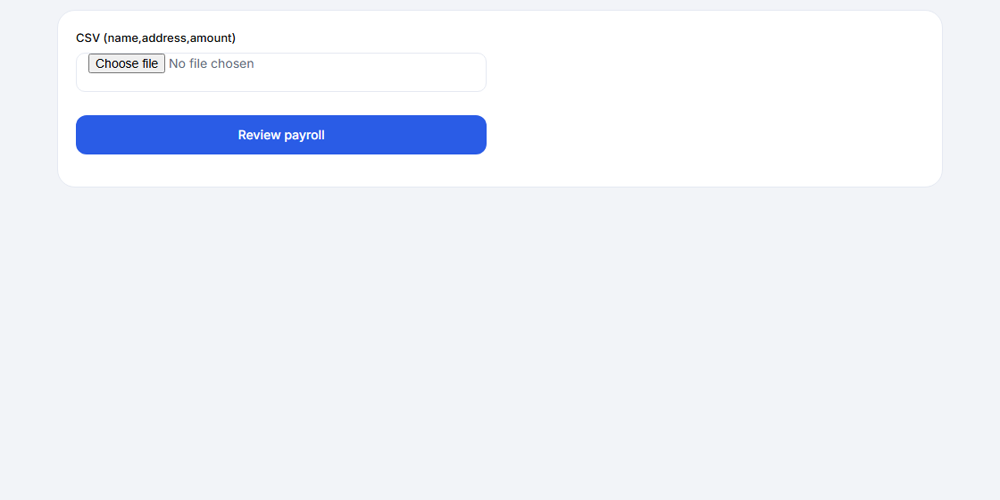 CSV (name,address,amount)
Choose file No file chosen
Review payroll